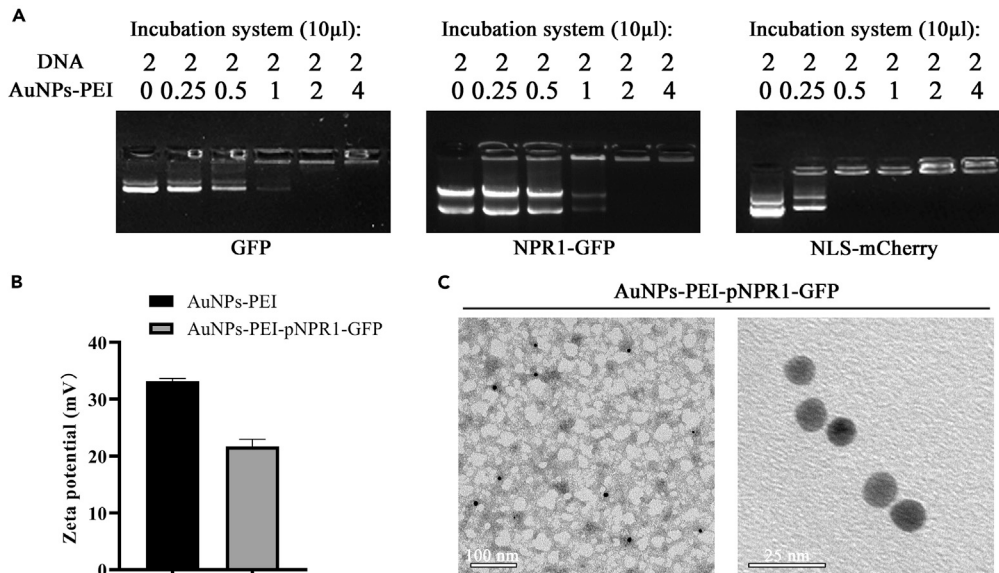 A
Incubation system (10μl):
DNA 2 2 2 2 2 2
AuNPs-PEI 0 0.25 0.5 1 2 4
GFP
Incubation system (10μl):
2 2 2 2 2 2
0 0.25 0.5 1 2 4
NPR1-GFP
Incubation system (10μl):
2 2 2 2 2 2
0 0.25 0.5 1 2 4
NLS-mCherry
B
AuNPs-PEI
AuNPs-PEI-pNPR1-GFP
Zeta potential (mV)
40
30
20
10
0
C
AuNPs-PEI-pNPR1-GFP
100 nm
25 nm